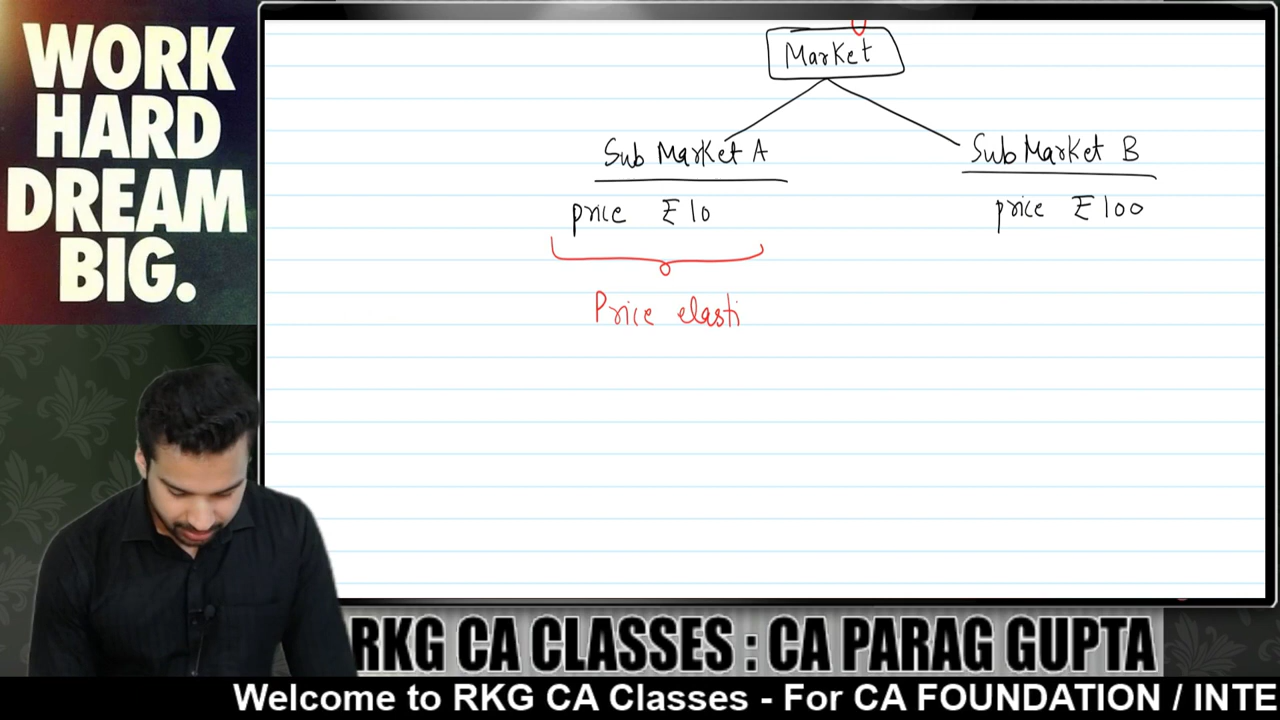 WORK
HARD
DREAM
BIG.
Market
Sub Market A
Sub Market B
price ₹10
price ₹100
Price elasti
RKG CA CLASSES : CA PARAG GUPTA
Welcome to RKG CA Classes - For CA FOUNDATION / INTE